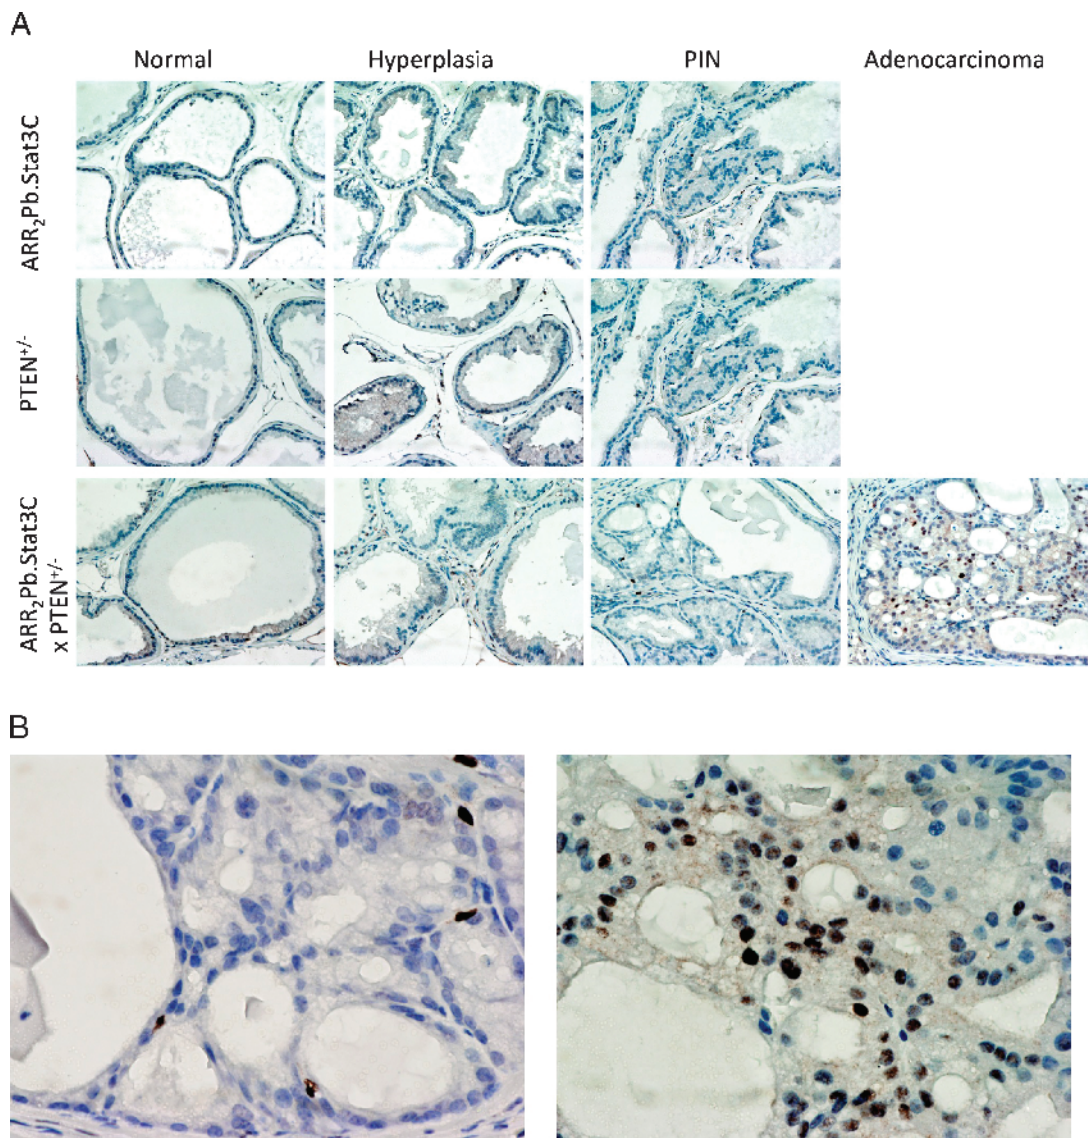 A
Normal Hyperplasia PIN Adenocarcinoma
ARR₂Pb.Stat3C
PTEN⁺/⁻
ARR₂Pb.Stat3C
x PTEN⁺/⁻
B